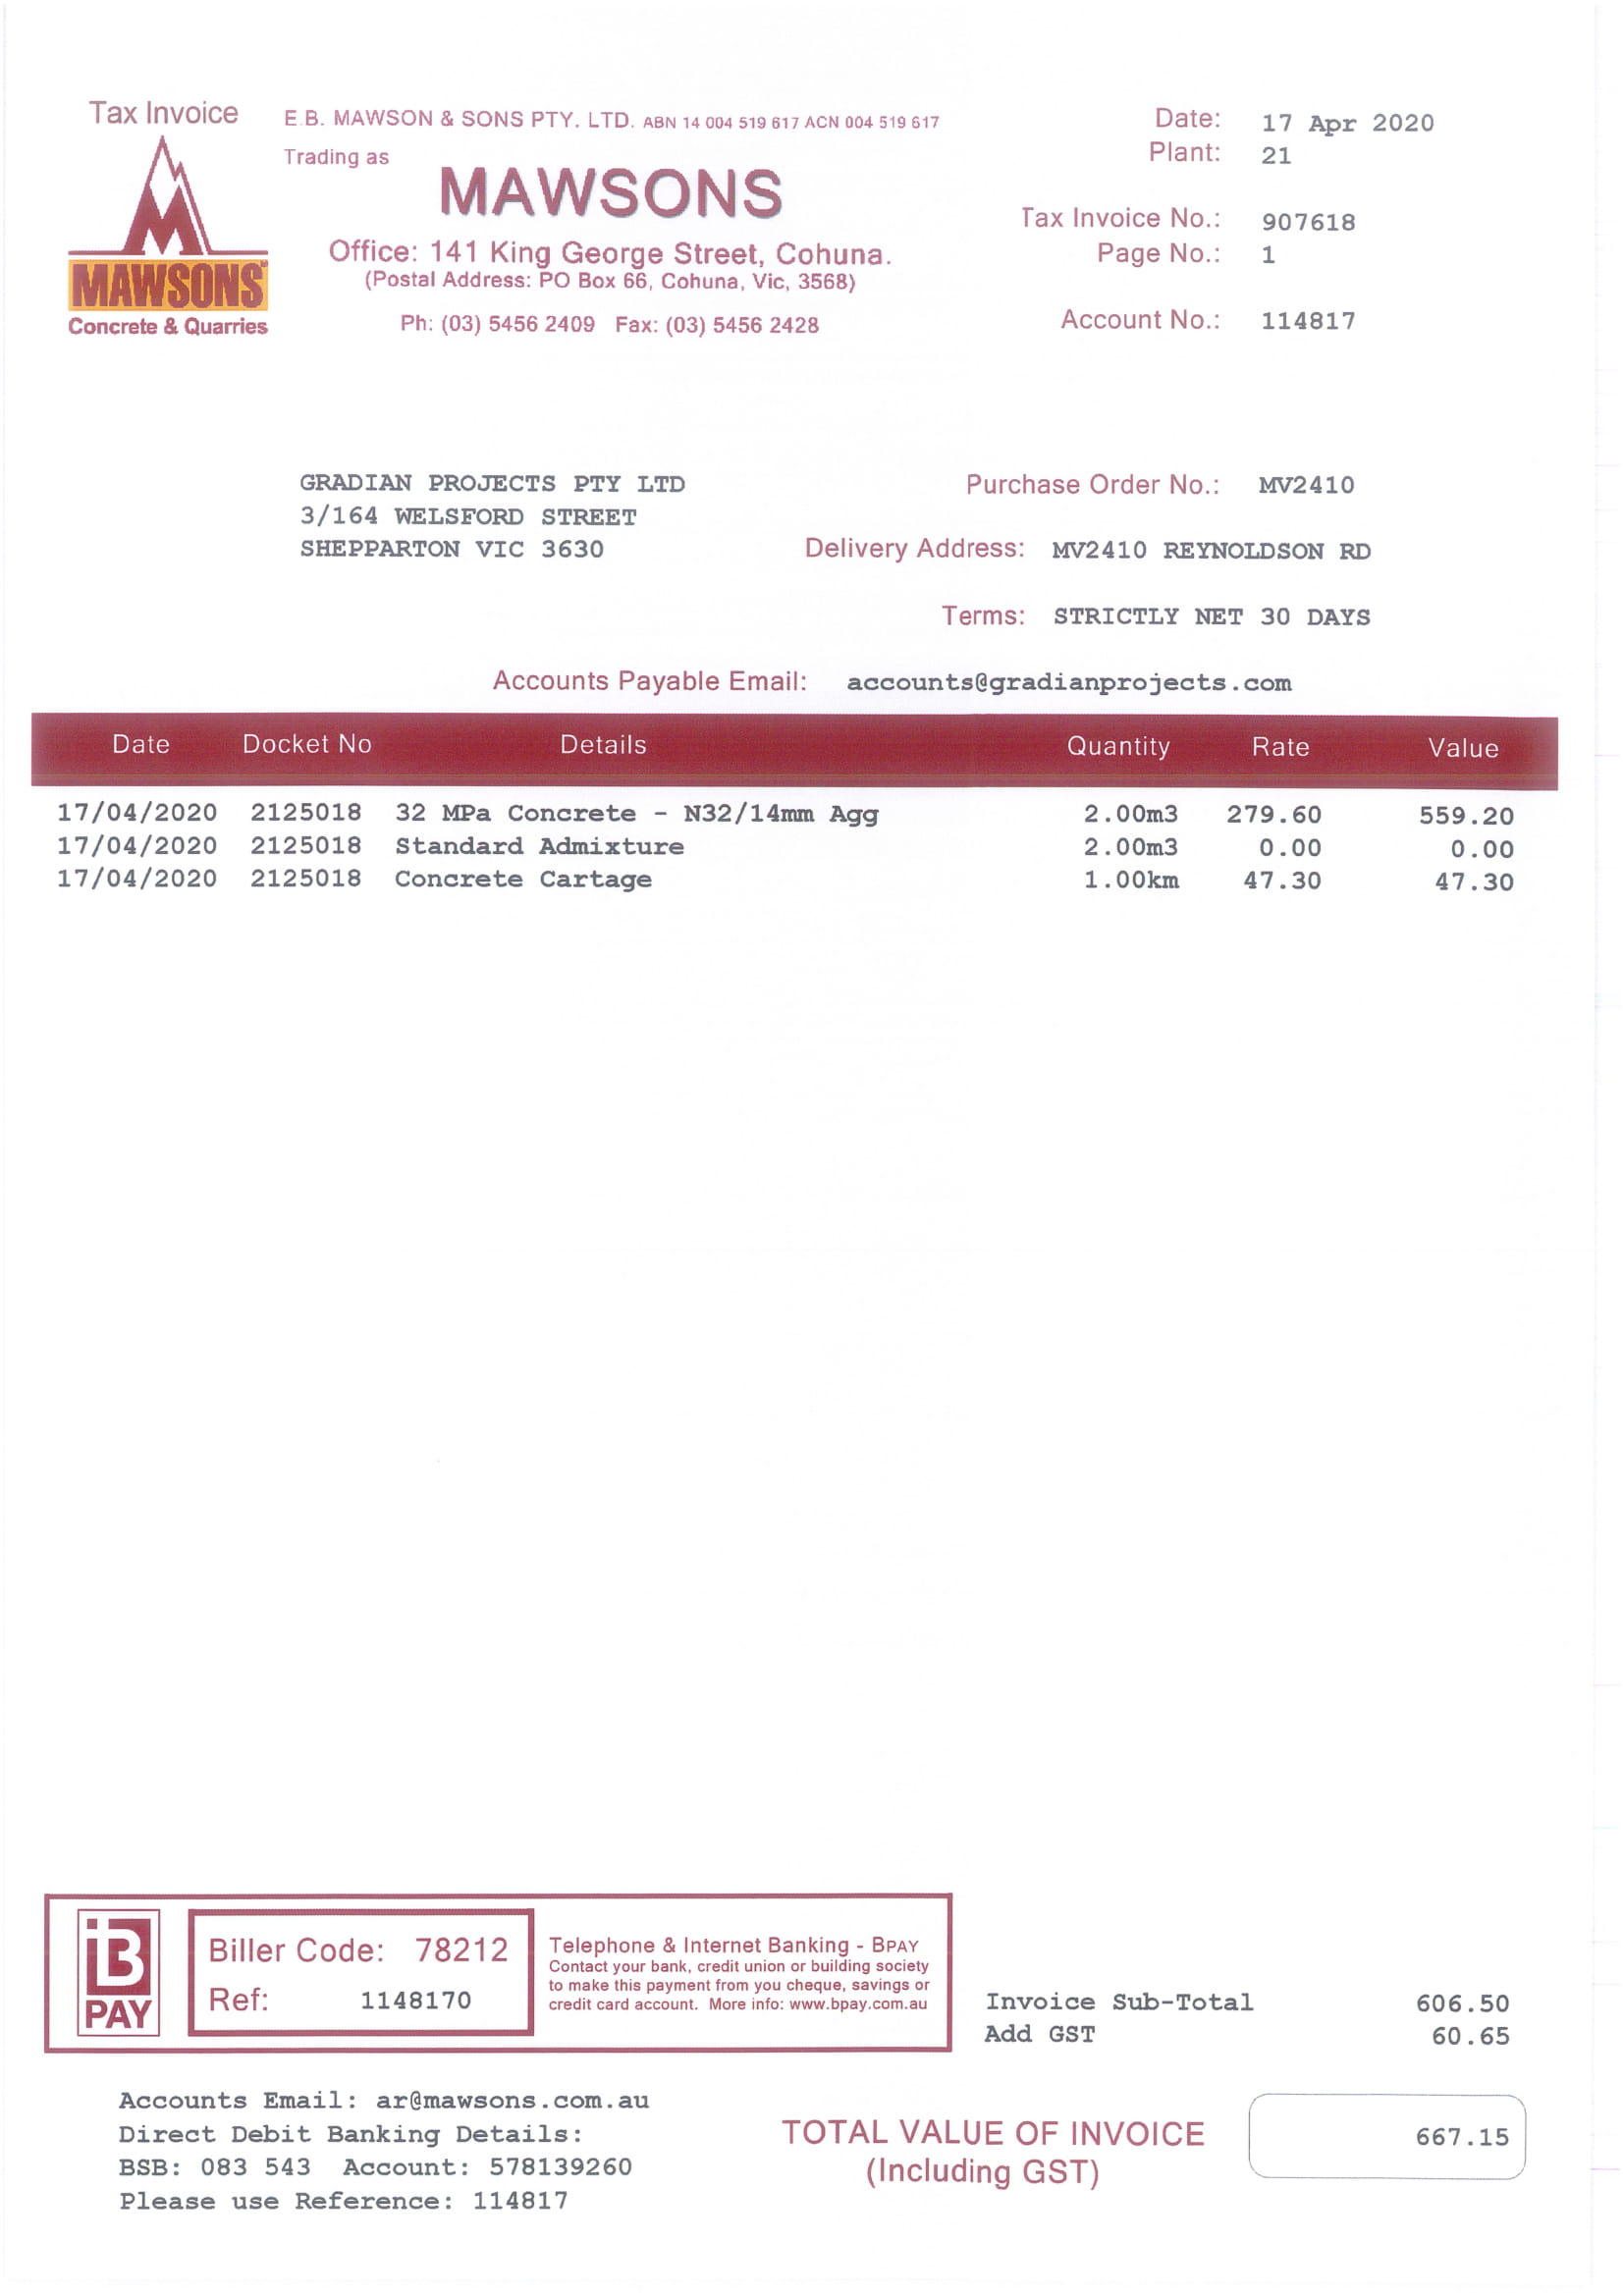 Tax Invoice
E.B. MAWSON & SONS PTY. LTD. ABN 14 004 519 617 ACN 004 519 617
Trading as
MAWSONS
Office: 141 King George Street, Cohuna.
(Postal Address: PO Box 66, Cohuna, Vic, 3568)
Ph: (03) 5456 2409 Fax: (03) 5456 2428
MAWSONS
Concrete & Quarries
Date: 17 Apr 2020
Plant: 21
Tax Invoice No.: 907618
Page No.: 1
Account No.: 114817
GRADIAN PROJECTS PTY LTD
3/164 WELSFORD STREET
SHEPPARTON VIC 3630
Purchase Order No.: MV2410
Delivery Address: MV2410 REYNOLDSON RD
Terms: STRICTLY NET 30 DAYS
Accounts Payable Email: accounts@gradianprojects.com
Date Docket No Details Quantity Rate Value
17/04/2020 2125018 32 MPa Concrete - N32/14mm Agg 2.00m3 279.60 559.20
17/04/2020 2125018 Standard Admixture 2.00m3 0.00 0.00
17/04/2020 2125018 Concrete Cartage 1.00km 47.30 47.30
B
PAY
Biller Code: 78212
Ref: 1148170
Telephone & Internet Banking - BPAY
Contact your bank, credit union or building society
to make this payment from you cheque, savings or
credit card account. More info: www.bpay.com.au
Invoice Sub-Total 606.50
Add GST 60.65
Accounts Email: ar@mawsons.com.au
Direct Debit Banking Details:
BSB: 083 543 Account: 578139260
Please use Reference: 114817
TOTAL VALUE OF INVOICE 667.15
(Including GST)